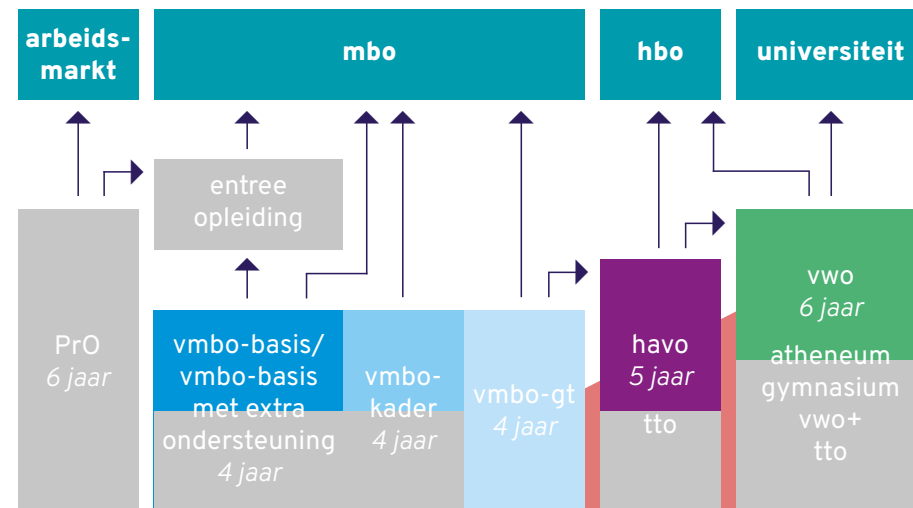 arbeids-
markt
mbo
hbo
universiteit
entree
opleiding
PrO
6 jaar
vmbo-basis/
vmbo-basis
met extra
ondersteuning
4 jaar
vmbo-
kader
4 jaar
vmbo-gt
4 jaar
havo
5 jaar
tto
vwo
6 jaar
atheneum
gymnasium
vwo+
tto